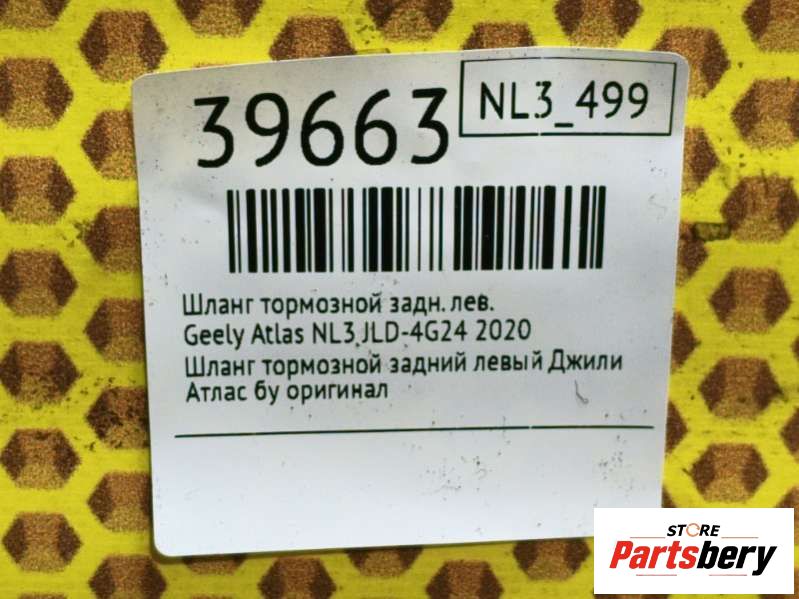 39663
NL3_499
Шланг тормозной задн. лев.
Geely Atlas NL3 JLD-4G24 2020
Шланг тормозной задний левый Джили
Атлас бу оригинал
STORE
Partsbery